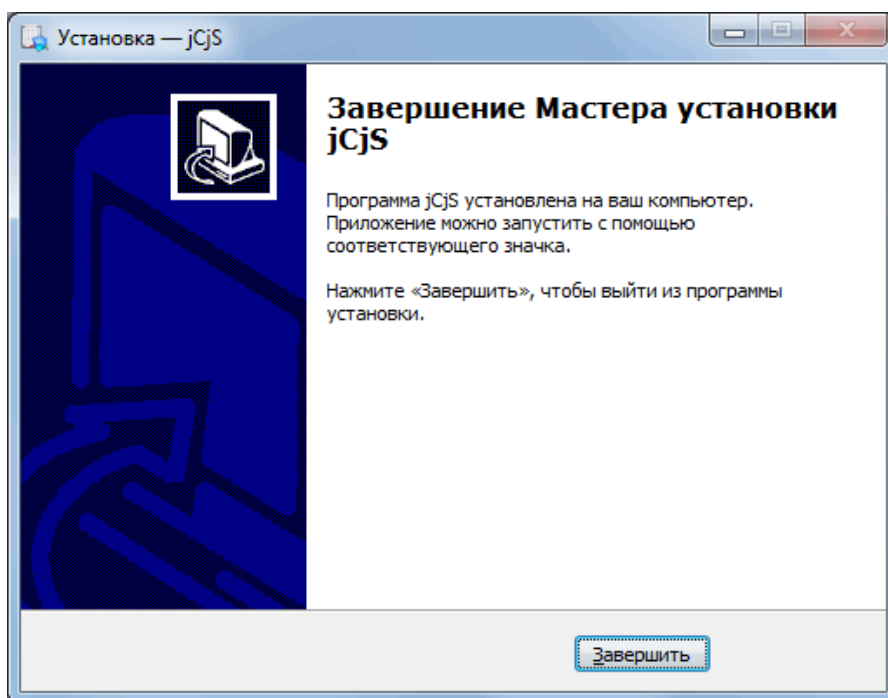 Установка — jCjS
Завершение Мастера установки
jCjS
Программа jCjS установлена на ваш компьютер.
Приложение можно запустить с помощью
соответствующего значка.
Нажмите «Завершить», чтобы выйти из программы
установки.
Завершить